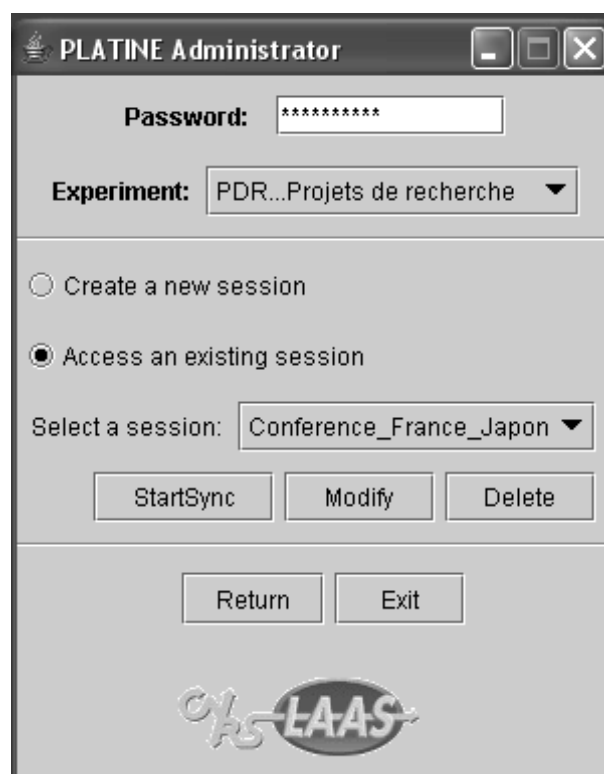 PLATINE Administrator
Password: **********
Experiment: PDR...Projets de recherche
Create a new session
Access an existing session
Select a session: Conference_France_Japon
StartSync Modify Delete
Return Exit
CNRS LAAS